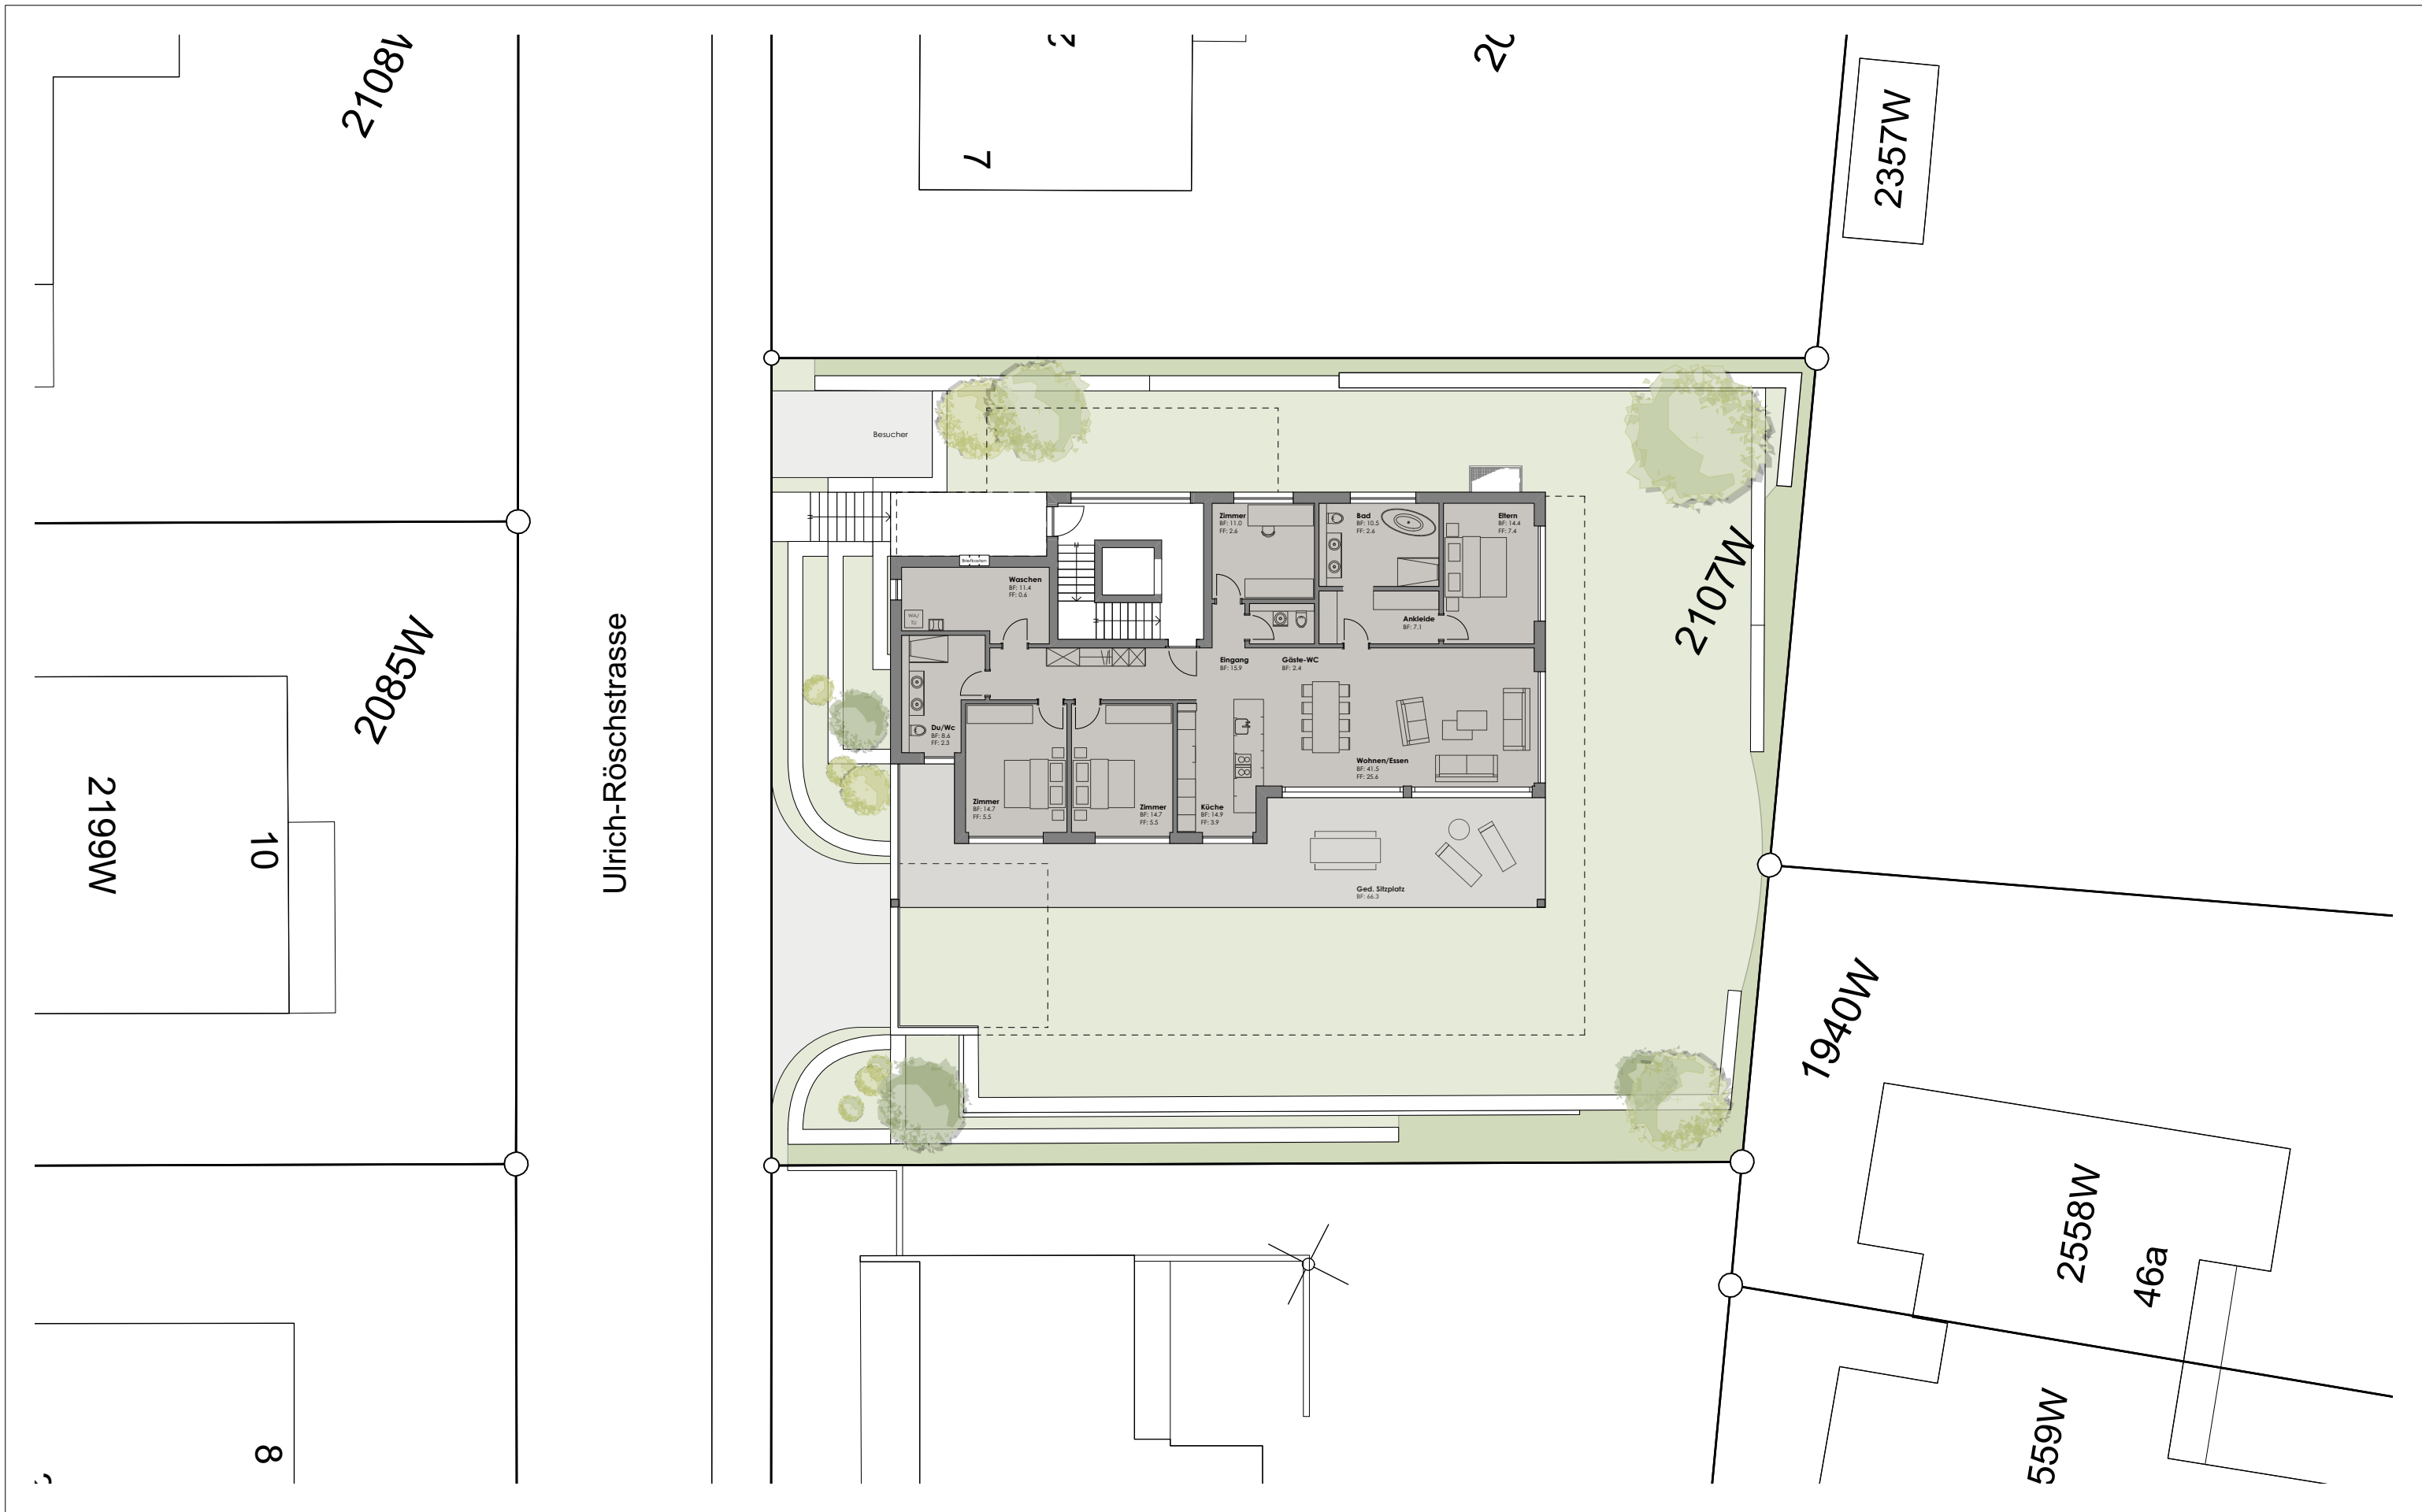 2357W
7
Besucher
Zimmer
BF: 11.0
FF: 2.6
Bad
BF: 10.5
FF: 2.6
Eltern
BF: 14.4
FF: 7.4
Briefkasten
Waschen
BF: 11.4
FF: 0.6
WA/
TU
Ankleide
BF: 7.1
Eingang
BF: 15.9
Gäste-WC
BF: 2.4
Du/Wc
BF: 8.6
FF: 2.3
Wohnen/Essen
BF: 41.5
FF: 25.6
Zimmer
BF: 14.7
FF: 5.5
Zimmer
BF: 14.7
FF: 5.5
Küche
BF: 14.9
FF: 3.9
Ged. Sitzplatz
BF: 66.3
2107W
2085W
Ulrich-Röschstrasse
2199W
10
1940W
2558W
46a
559W
8